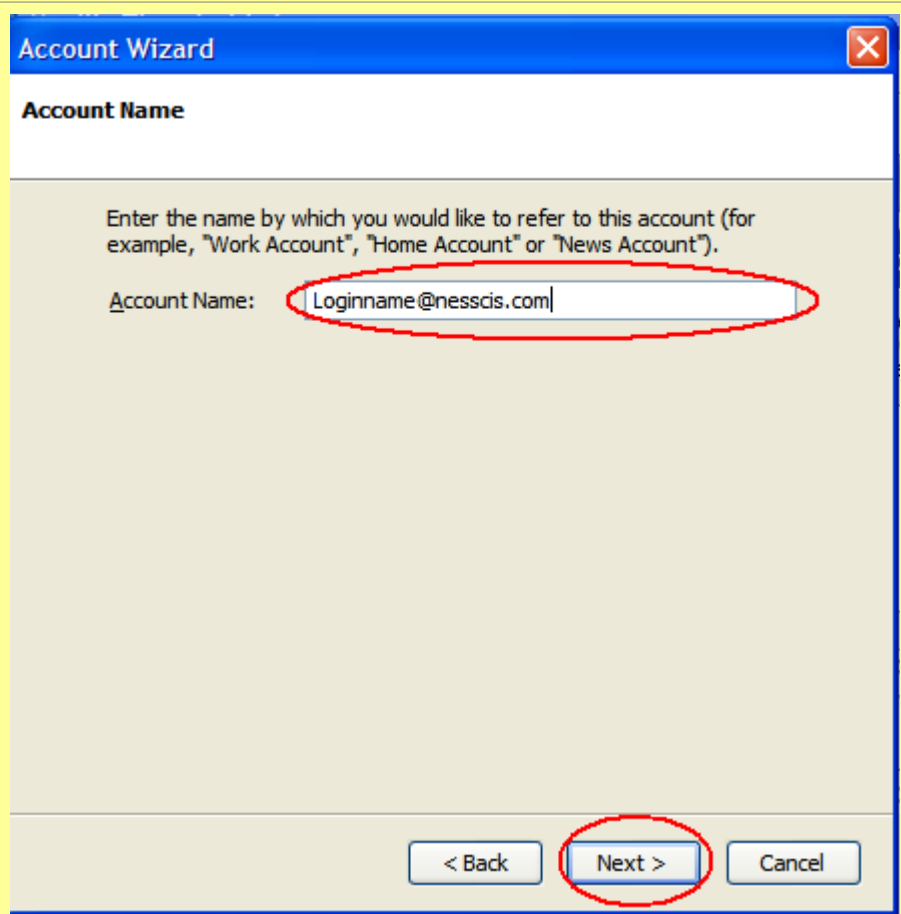 Account Wizard
Account Name
Enter the name by which you would like to refer to this account (for
example, "Work Account", "Home Account" or "News Account").
Account Name: Loginname@nesscis.com
< Back Next > Cancel